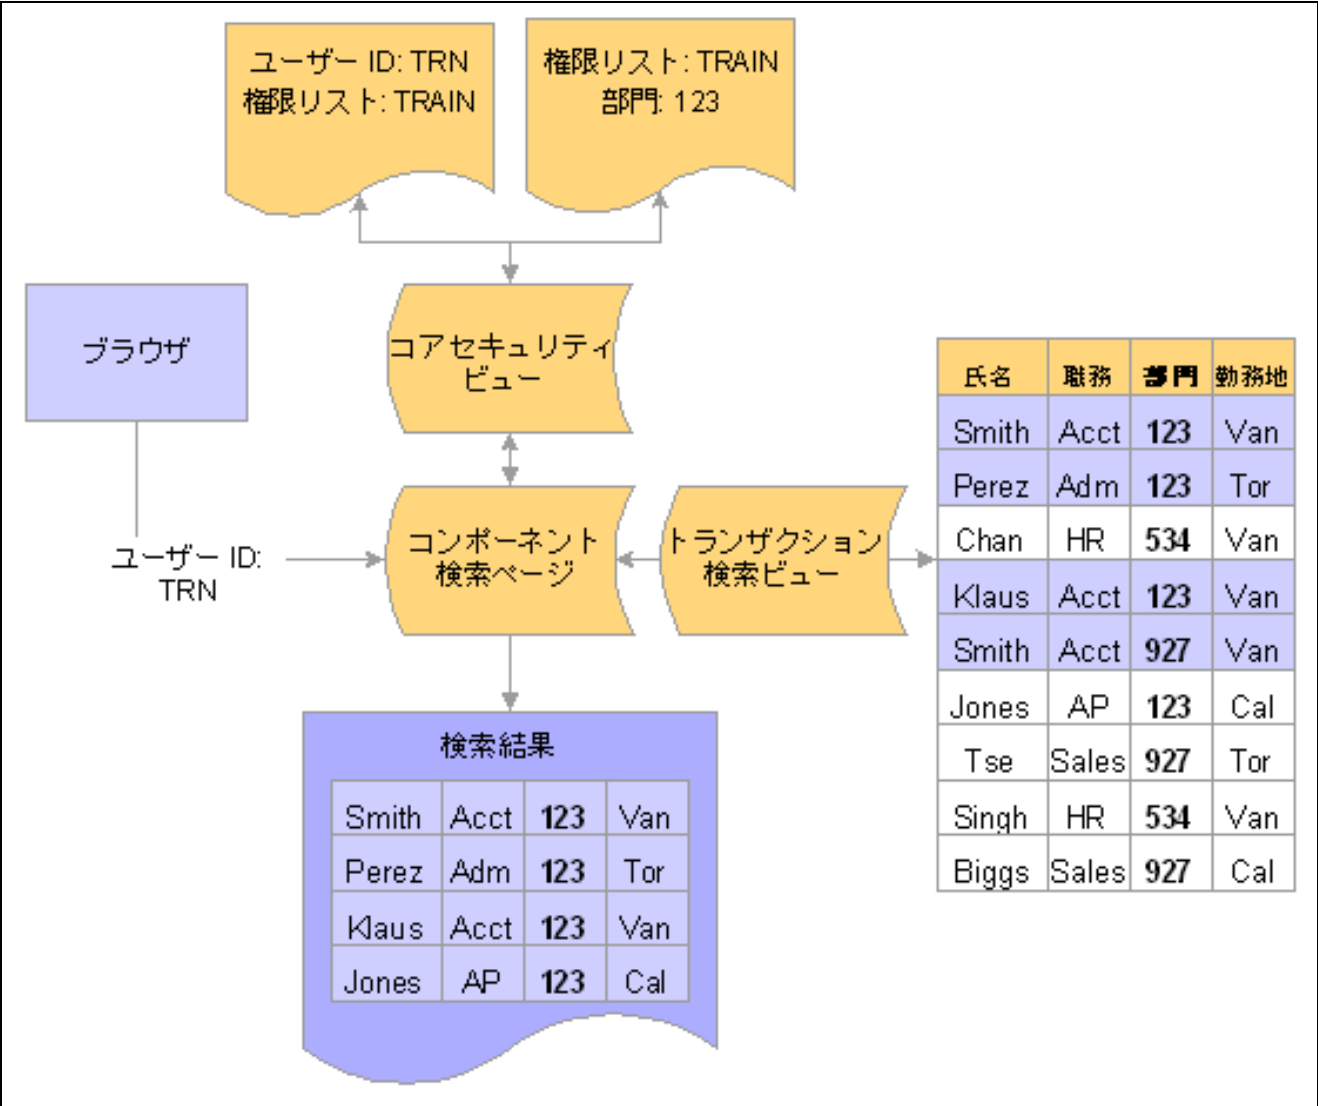 ユーザー ID: TRN
権限リスト: TRAIN
権限リスト: TRAIN
部門: 123
ブラウザ
コアセキュリティ
ビュー
ユーザー ID:
TRN
コンポーネント
検索ページ
トランザクション
検索ビュー
氏名 職務 部門 勤務地
Smith Acct 123 Van
Perez Adm 123 Tor
Chan HR 534 Van
Klaus Acct 123 Van
Smith Acct 927 Van
Jones AP 123 Cal
Tse Sales 927 Tor
Singh HR 534 Van
Biggs Sales 927 Cal
検索結果
Smith Acct 123 Van
Perez Adm 123 Tor
Klaus Acct 123 Van
Jones AP 123 Cal